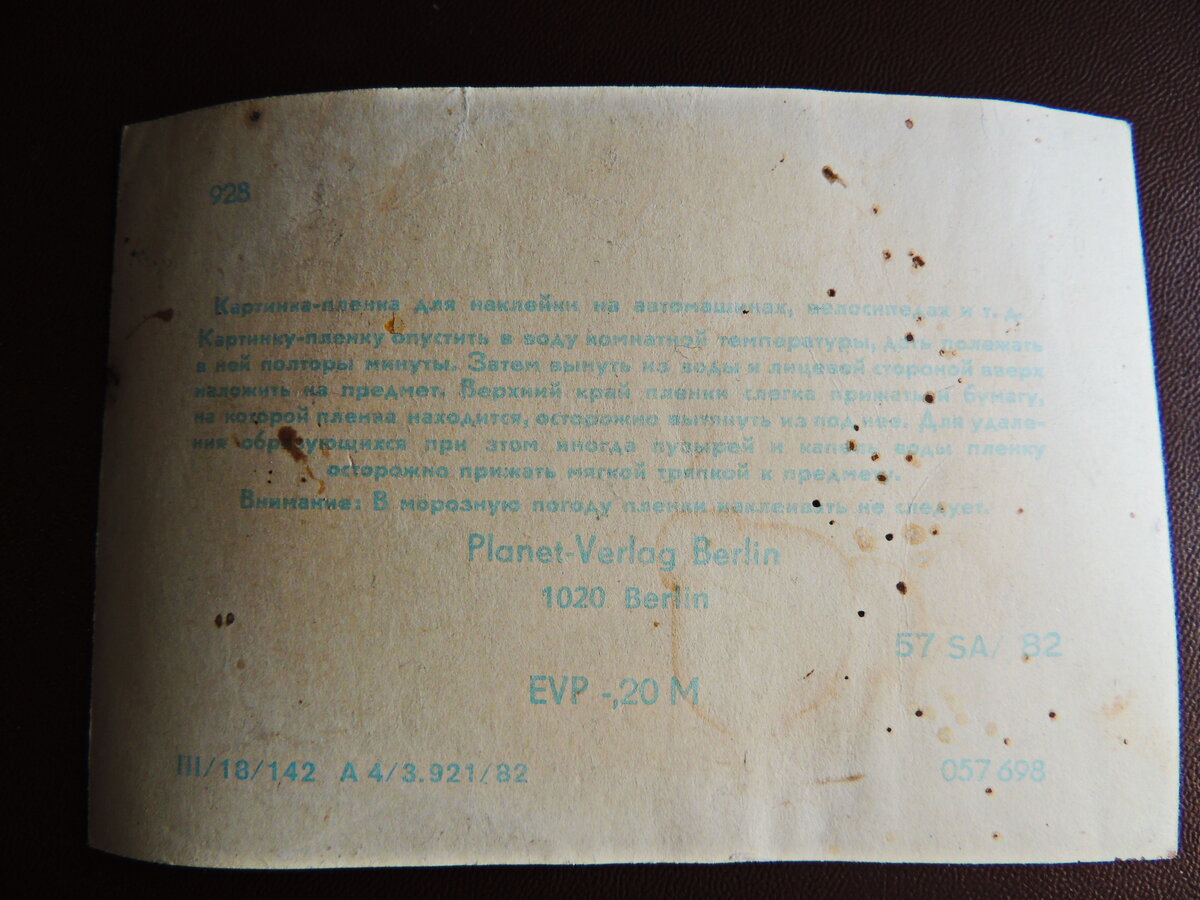 928
Картинка-пленка для наклейки на автомашинах, велосипедах и т. д.
Картинку-пленку опустить в воду комнатной температуры, дать полежать
в ней полторы минуты. Затем вынуть из воды и лицевой стороной вверх
наложить на предмет. Верхний край пленки слегка прижать и бумагу,
на которой пленка находится, осторожно вытянуть из под нее. Для удале-
ния образующихся при этом иногда пузырей и капель воды пленку
осторожно прижать мягкой тряпкой к предмету.
Внимание: В морозную погоду пленки наклеивать не следует.
Planet-Verlag Berlin
1020 Berlin
57 SA/ 82
EVP -,20 M
III/18/142 A 4/3.921/82
057698